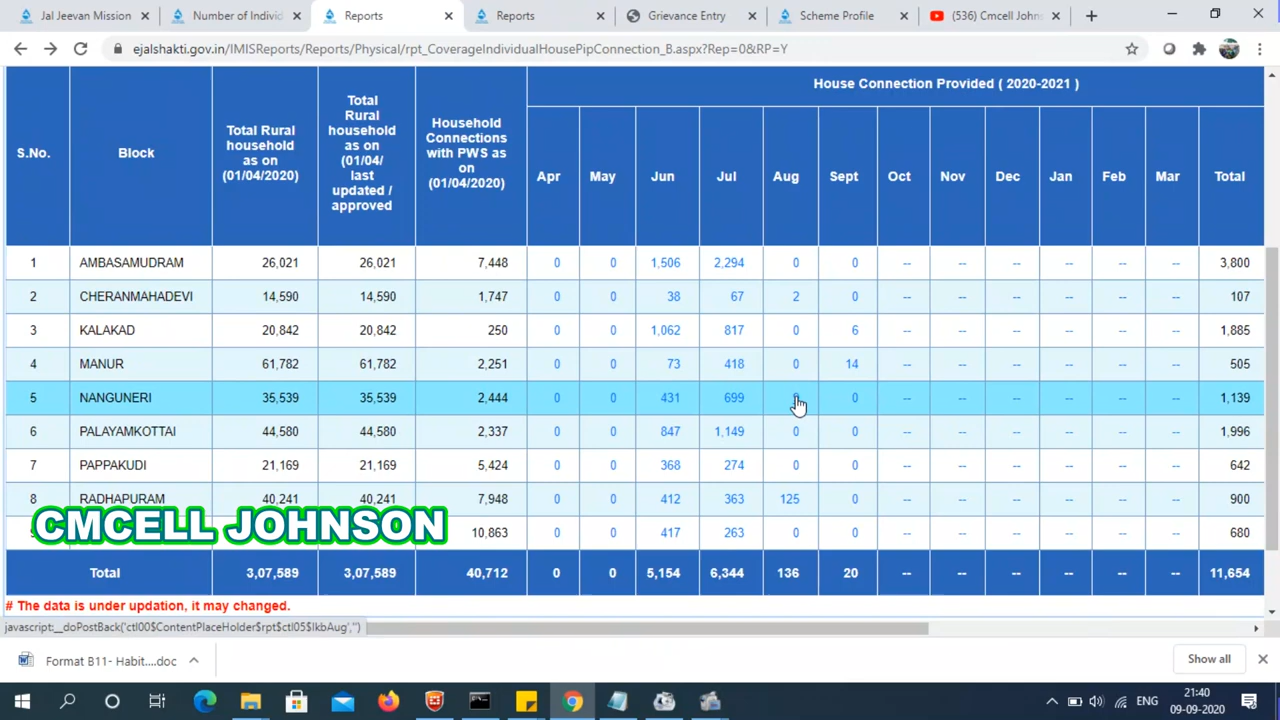 Jal Jeevan Mission
Number of Individ
Reports
Reports
Grievance Entry
Scheme Profile
(536) Cmcell John
ejalshakti.gov.in/IMISReports/Reports/Physical/rpt_CoverageIndividualHousePipConnection_B.aspx?Rep=0&RP=Y
House Connection Provided ( 2020-2021 )
S.No. Block Total Rural household as on (01/04/2020) Total Rural household as on (01/04/ last updated / approved Household Connections with PWS as on (01/04/2020) Apr May Jun Jul Aug Sept Oct Nov Dec Jan Feb Mar Total
1 AMBASAMUDRAM 26,021 26,021 7,448 0 0 1,506 2,294 0 0 -- -- -- -- -- -- 3,800
2 CHERANMAHADEVI 14,590 14,590 1,747 0 0 38 67 2 0 -- -- -- -- -- -- 107
3 KALAKAD 20,842 20,842 250 0 0 1,062 817 0 6 -- -- -- -- -- -- 1,885
4 MANUR 61,782 61,782 2,251 0 0 73 418 0 14 -- -- -- -- -- -- 505
5 NANGUNERI 35,539 35,539 2,444 0 0 431 699 0 -- -- -- -- -- -- 1,139
6 PALAYAMKOTTAI 44,580 44,580 2,337 0 0 847 1,149 0 0 -- -- -- -- -- -- 1,996
7 PAPPAKUDI 21,169 21,169 5,424 0 0 368 274 0 0 -- -- -- -- -- -- 642
8 RADHAPURAM 40,241 40,241 7,948 0 0 412 363 125 0 -- -- -- -- -- -- 900
CMCELL JOHNSON
10,863 0 0 417 263 0 0 -- -- -- -- -- -- 680
Total 3,07,589 3,07,589 40,712 0 0 5,154 6,344 136 20 -- -- -- -- -- -- 11,654
# The data is under updation, it may changed.
javascript:__doPostBack('ctl00$ContentPlaceHolder$rpt$ctl05$lkbAug','')
Format B11- Habit....doc
Show all
ENG
21:40
09-09-2020